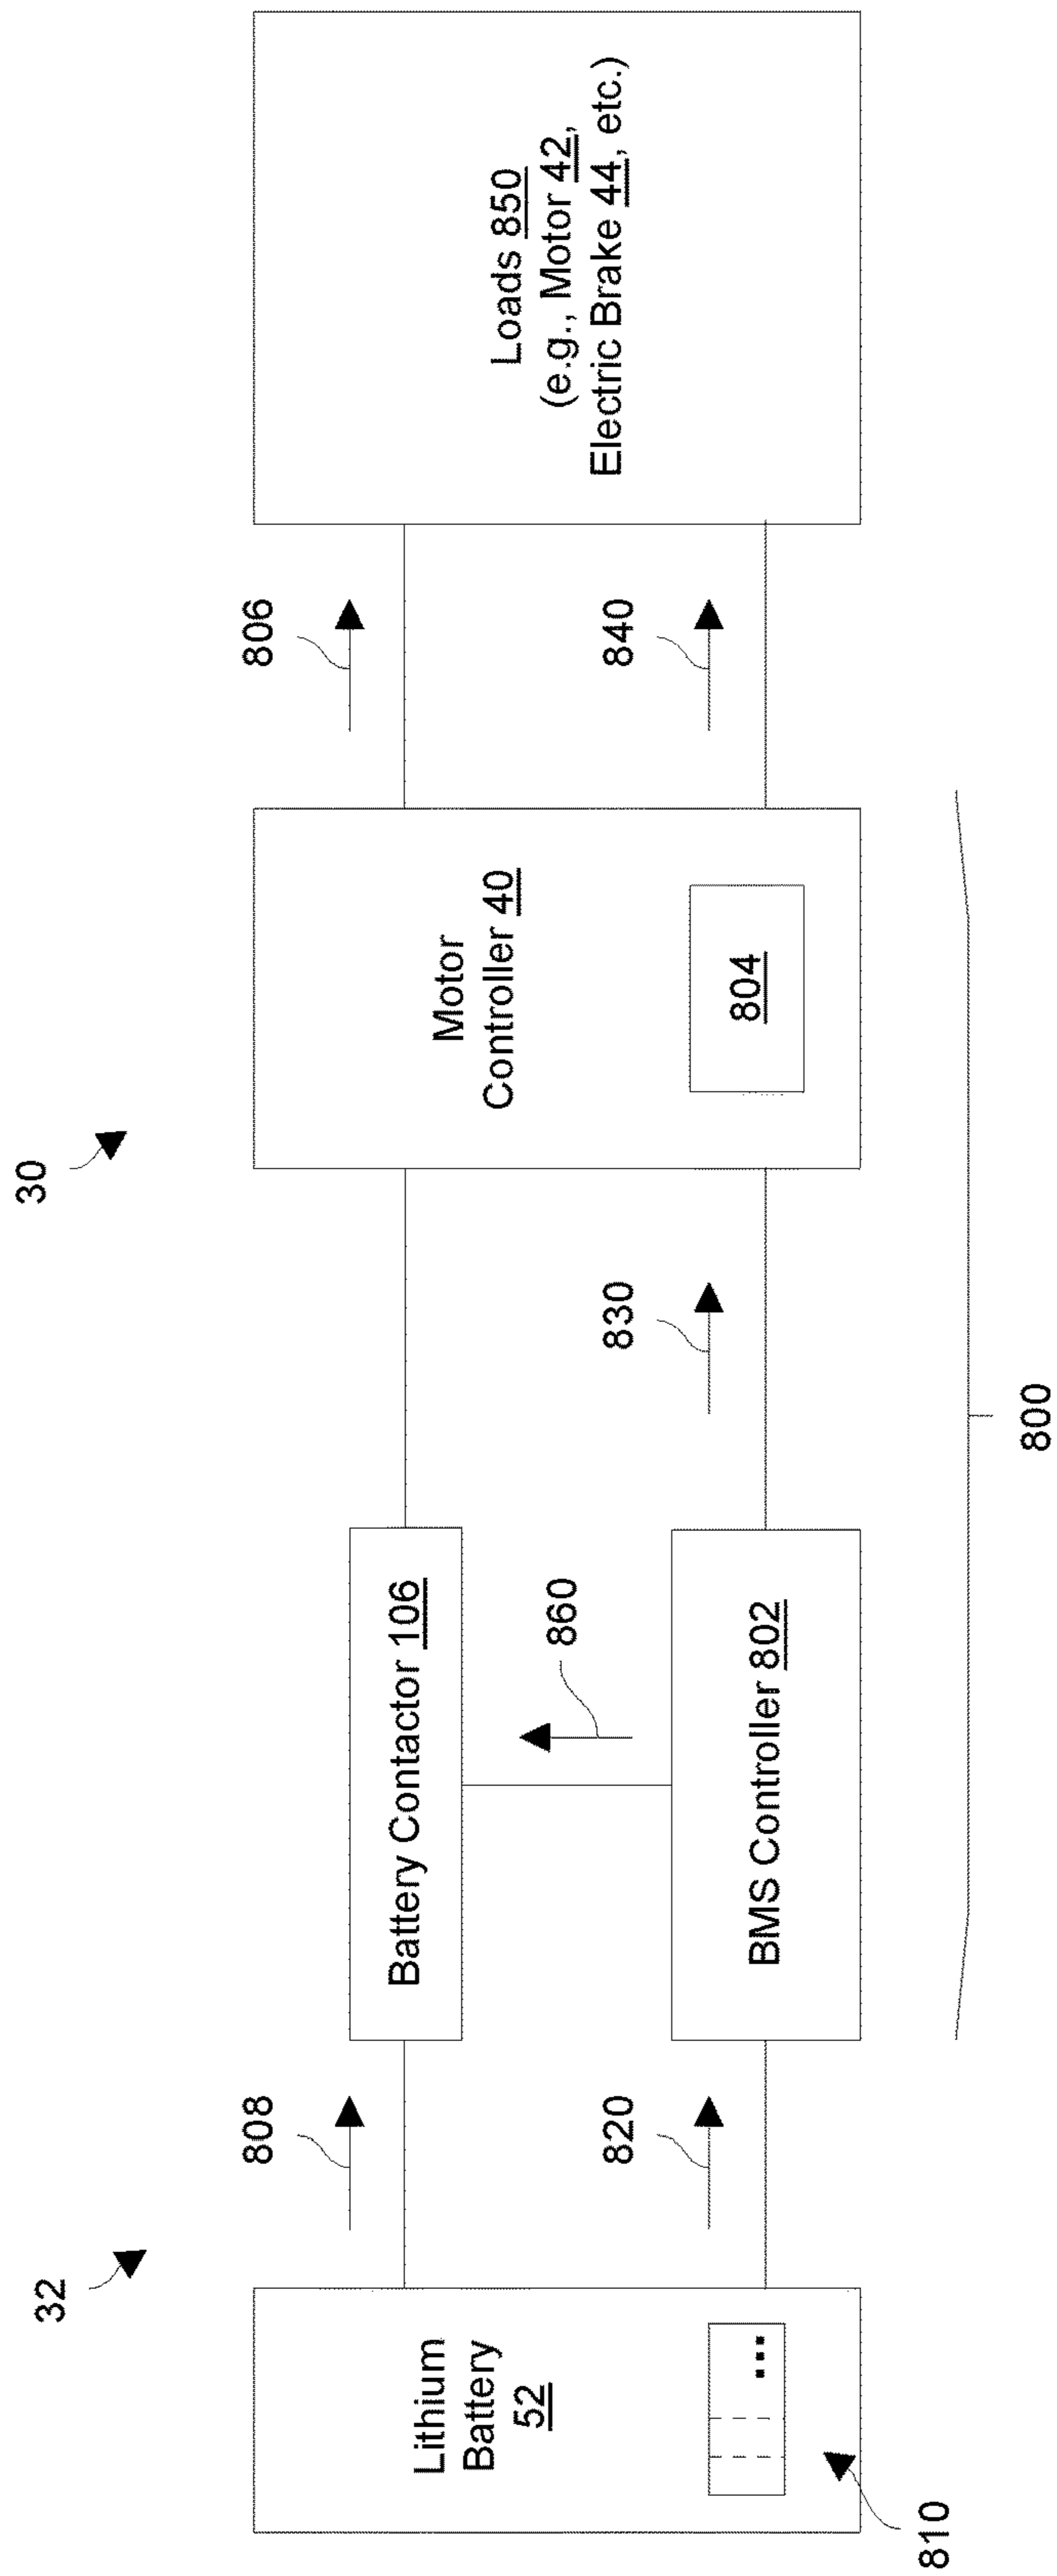 30
32
Lithium
Battery
52
810
808
820
Battery Contactor 106
860
BMS Controller 802
830
Motor
Controller 40
804
806
840
Loads 850
(e.g., Motor 42,
Electric Brake 44, etc.)
800